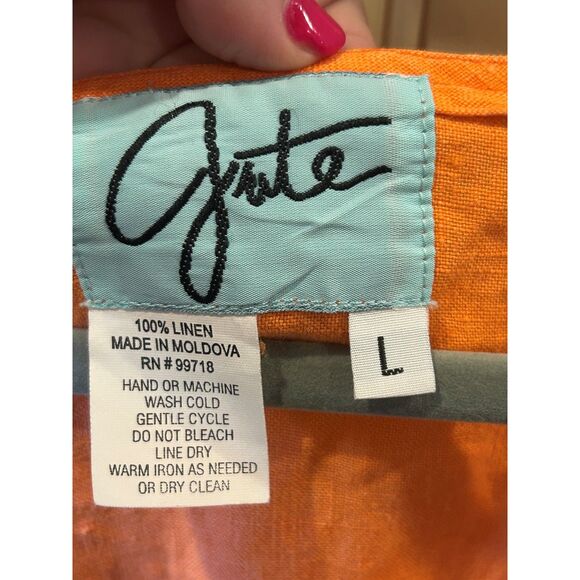 grete
100% LINEN
MADE IN MOLDOVA
RN # 99718
HAND OR MACHINE
WASH COLD
GENTLE CYCLE
DO NOT BLEACH
LINE DRY
WARM IRON AS NEEDED
OR DRY CLEAN
L